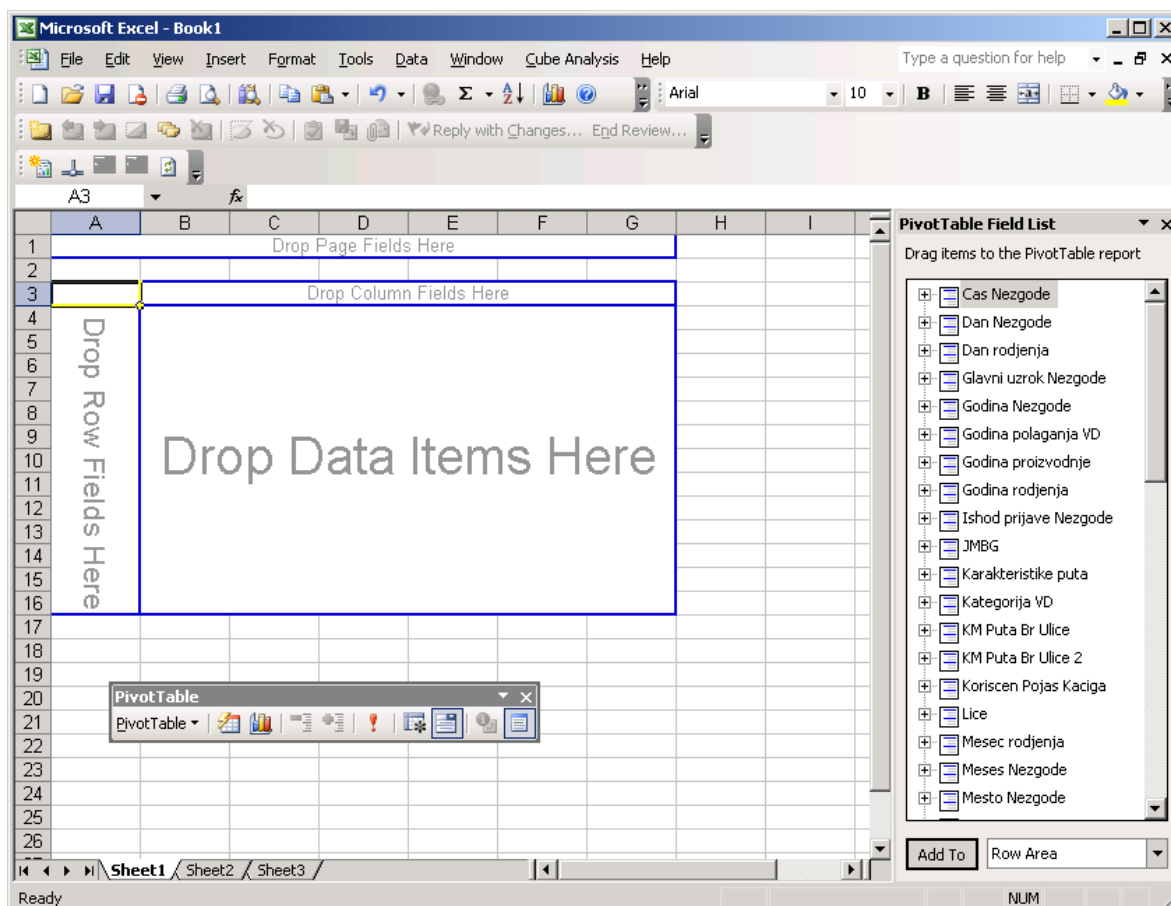 Microsoft Excel - Book1
File Edit View Insert Format Tools Data Window Cube Analysis Help Type a question for help
Arial 10 B
Reply with Changes... End Review...
A3 fx
A B C D E F G H I
PivotTable Field List
Drag items to the PivotTable report
1 Drop Page Fields Here
2
3 Drop Column Fields Here
4
5
6
7
8
9
10
11
12
13
14
15
16
17
18
19
20
21
22
23
24
25
26
Drop Row Fields Here
Drop Data Items Here
PivotTable
PivotTable
Cas Nezgode
Dan Nezgode
Dan rodjenja
Glavni uzrok Nezgode
Godina Nezgode
Godina polaganja VD
Godina proizvodnje
Godina rodjenja
Ishod prijave Nezgode
JMBG
Karakteristike puta
Kategorija VD
KM Puta Br Ulice
KM Puta Br Ulice 2
Koriscen Pojas Kaciga
Lice
Mesec rodjenja
Meses Nezgode
Mesto Nezgode
Add To Row Area
Sheet1 Sheet2 Sheet3
Ready NUM